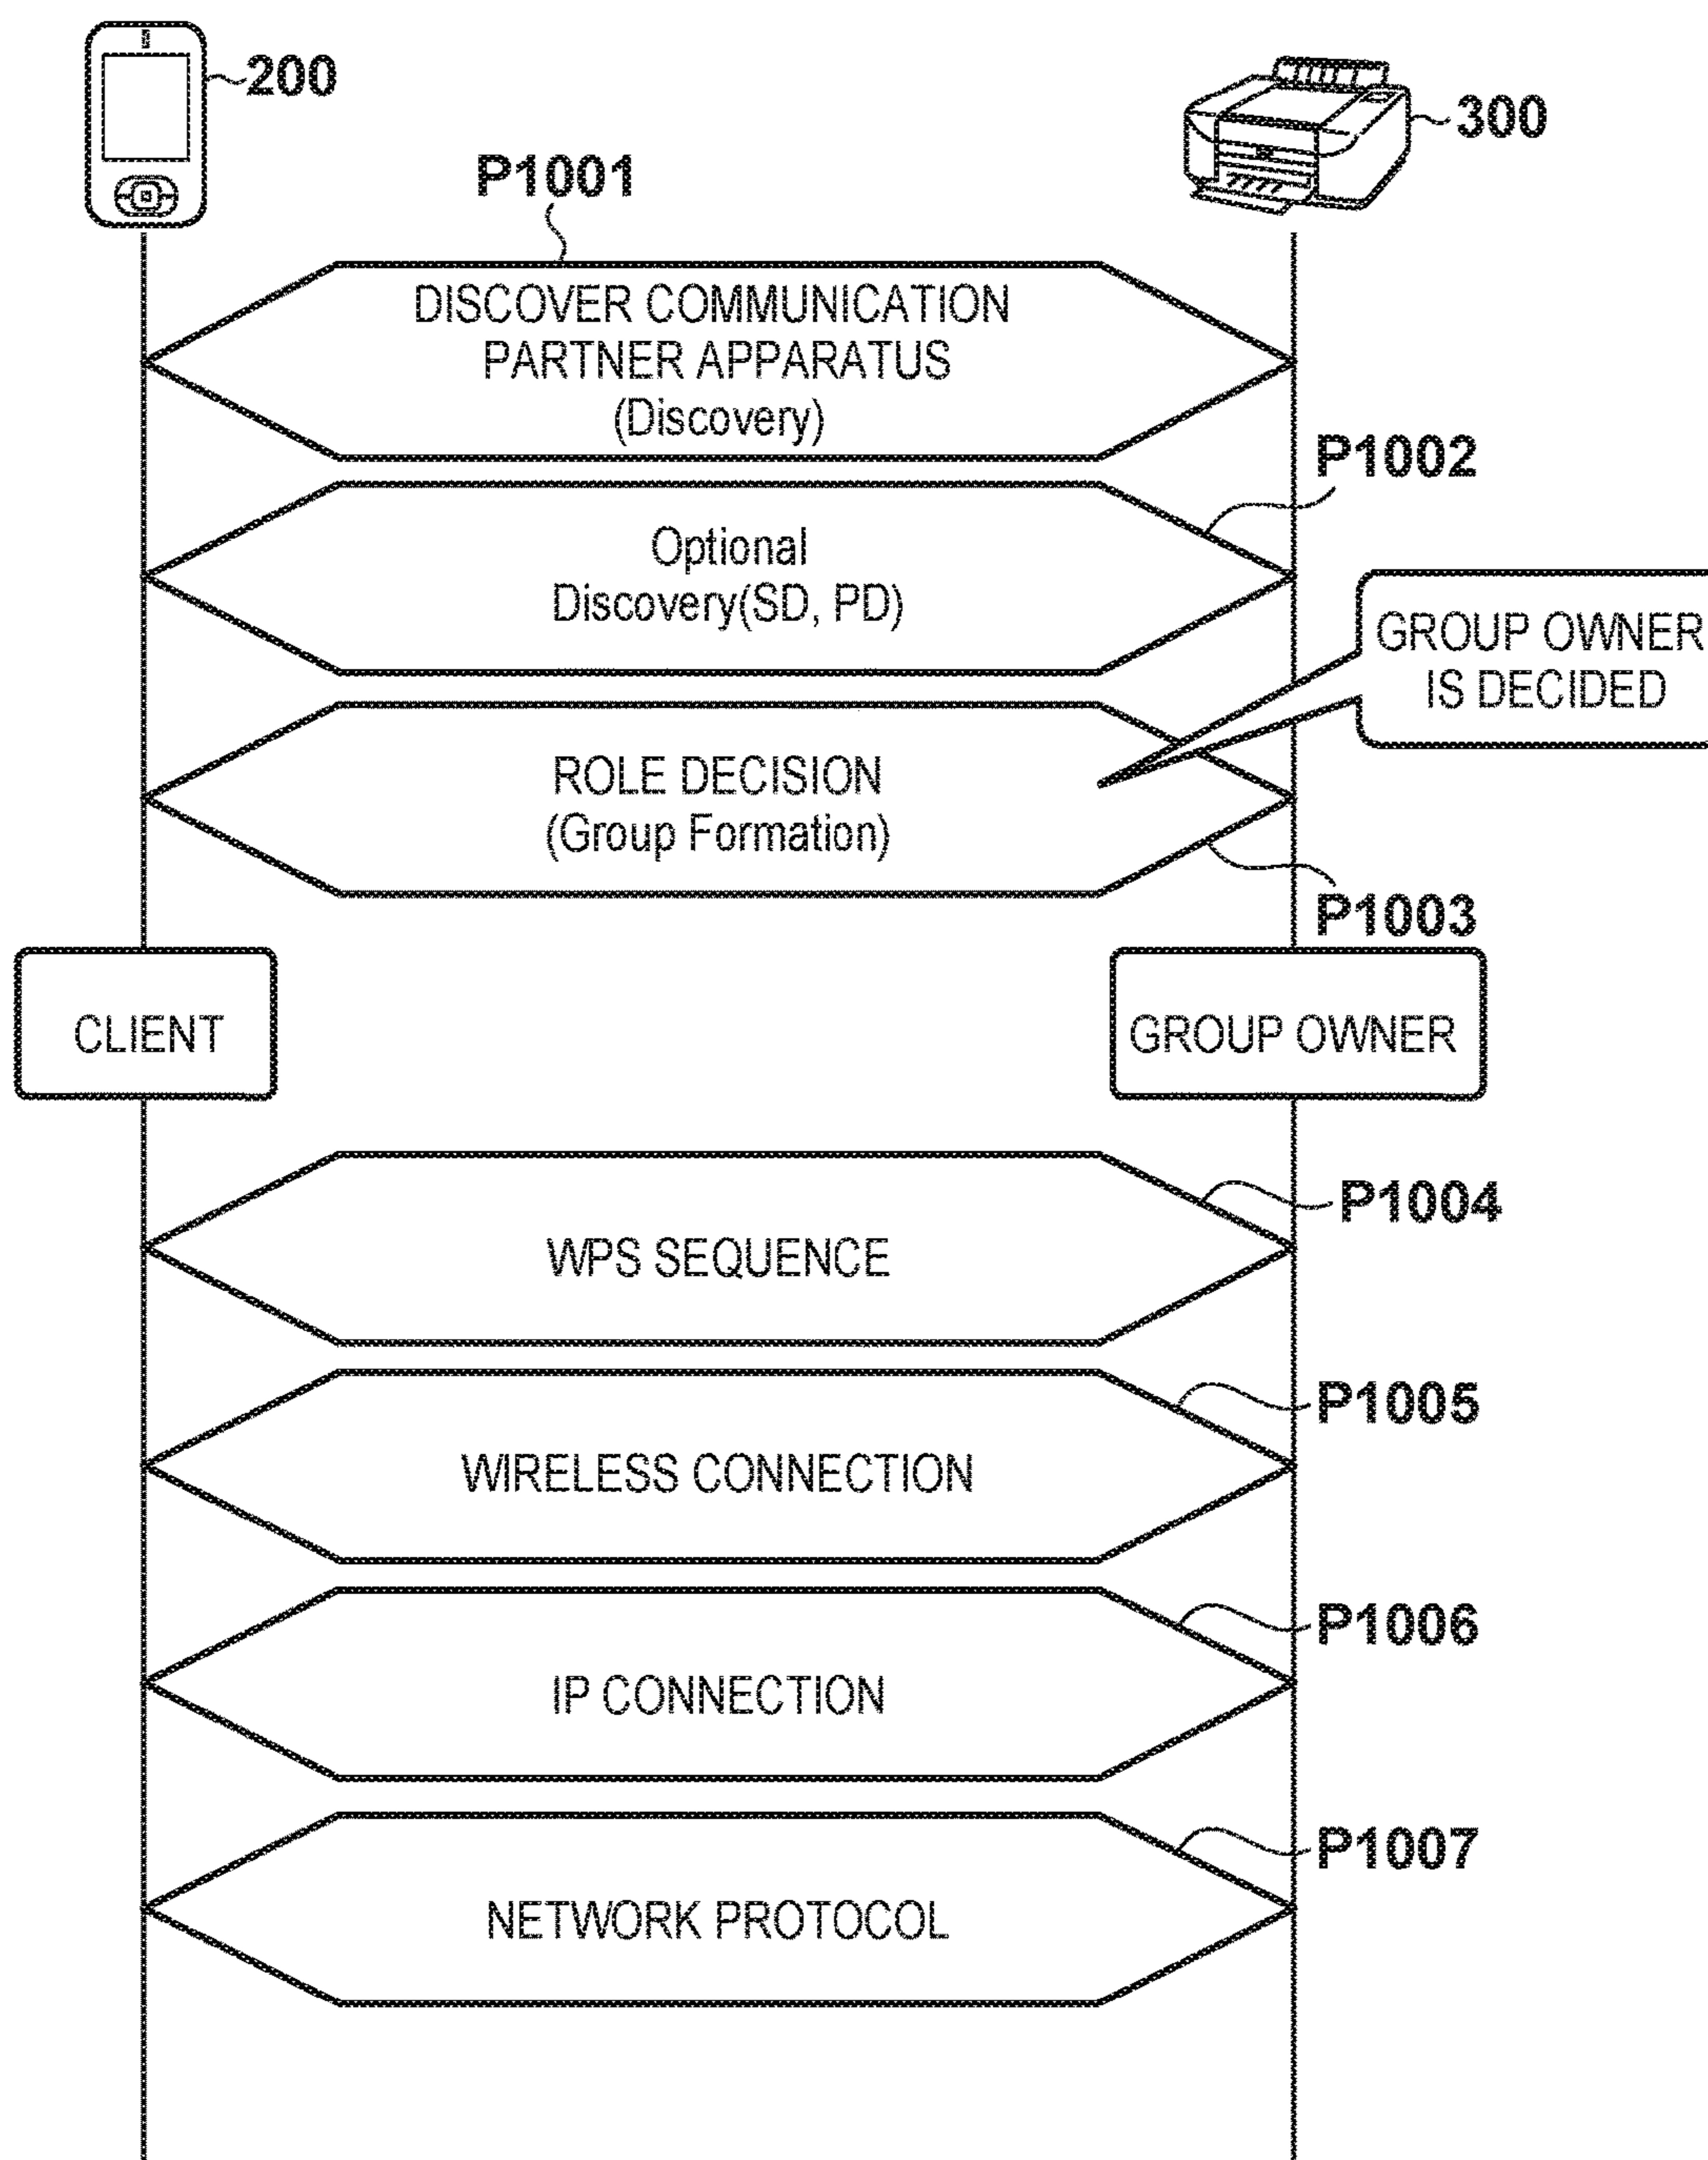 200
300
P1001
DISCOVER COMMUNICATION
PARTNER APPARATUS
(Discovery)
P1002
Optional
Discovery(SD, PD)
GROUP OWNER
IS DECIDED
ROLE DECISION
(Group Formation)
P1003
CLIENT
GROUP OWNER
P1004
WPS SEQUENCE
P1005
WIRELESS CONNECTION
P1006
IP CONNECTION
P1007
NETWORK PROTOCOL